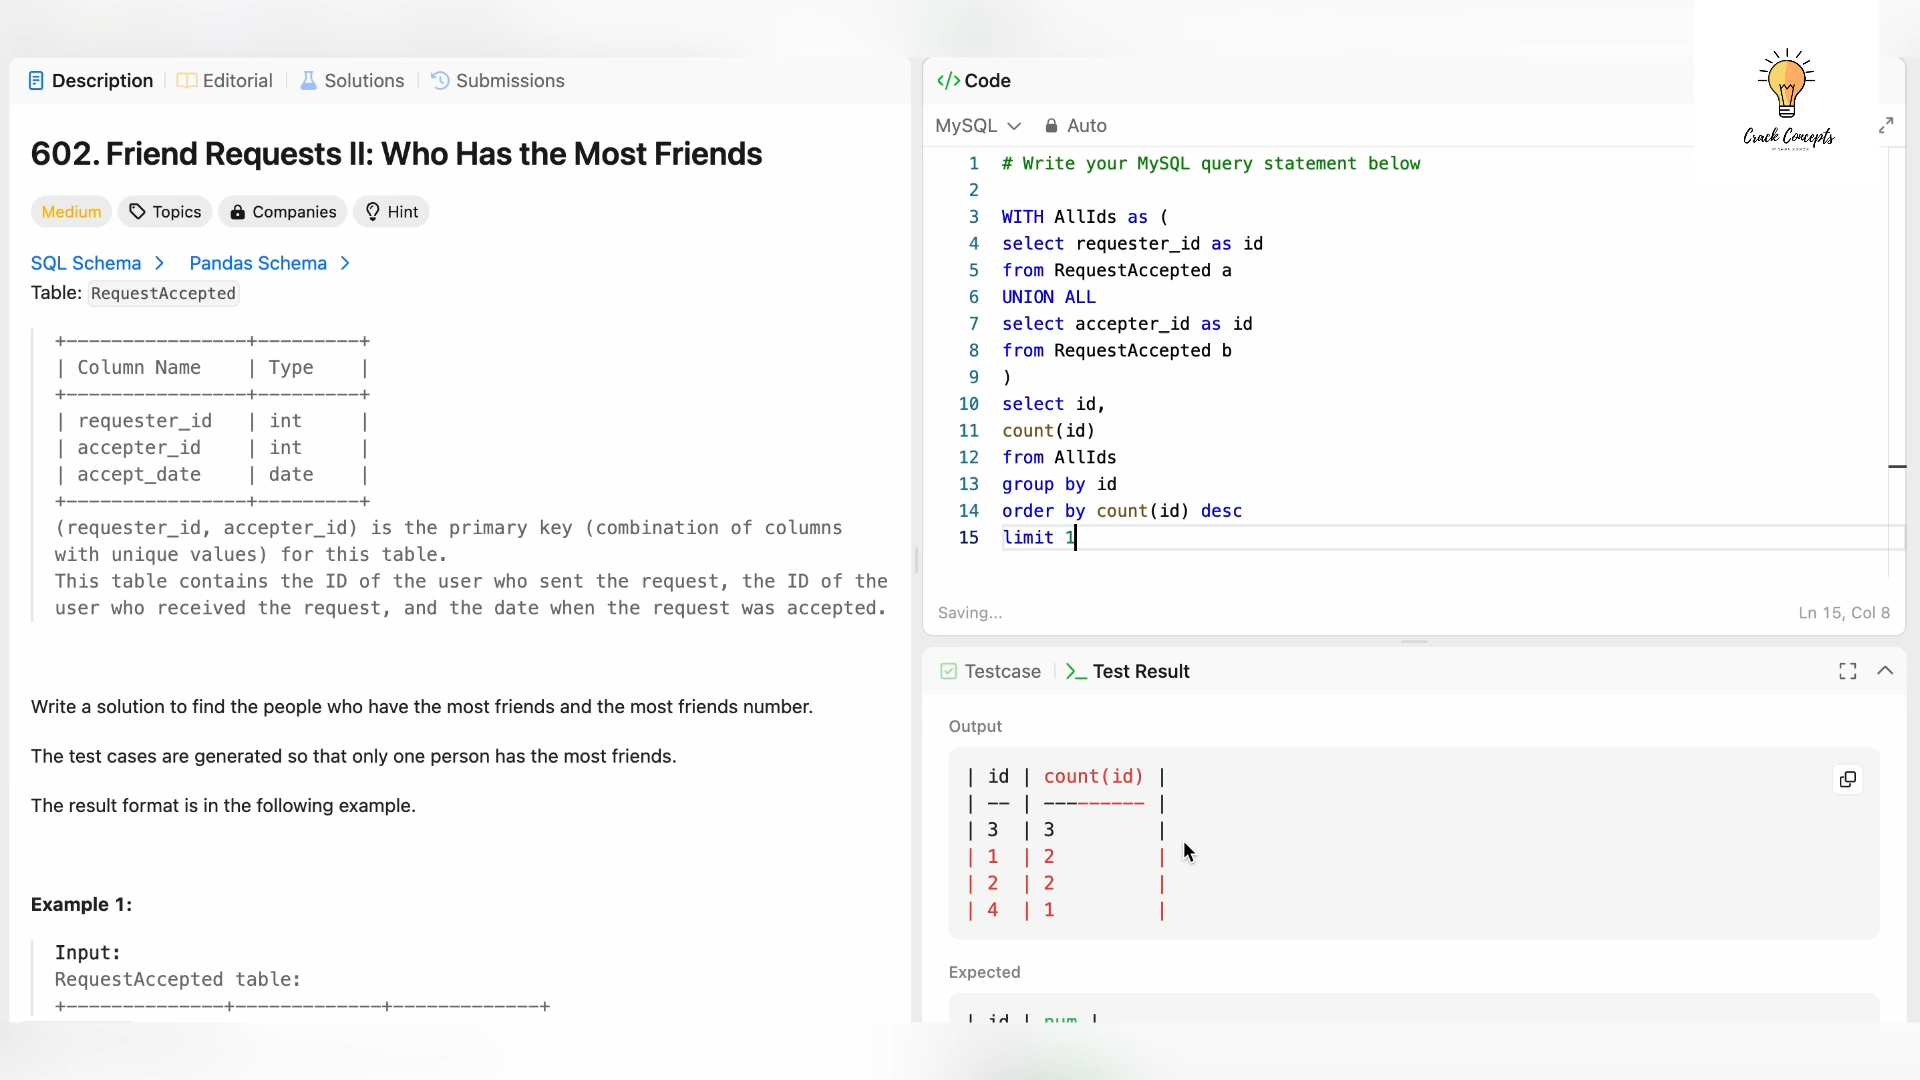 Description
Editorial
Solutions
Submissions
602. Friend Requests II: Who Has the Most Friends
Medium
Topics
Companies
Hint
SQL Schema >
Pandas Schema >
Table: RequestAccepted
+----------------+---------+
| Column Name    | Type    |
+----------------+---------+
| requester_id   | int     |
| accepter_id    | int     |
| accept_date    | date    |
+----------------+---------+
(requester_id, accepter_id) is the primary key (combination of columns
with unique values) for this table.
This table contains the ID of the user who sent the request, the ID of the
user who received the request, and the date when the request was accepted.
Write a solution to find the people who have the most friends and the most friends number.
The test cases are generated so that only one person has the most friends.
The result format is in the following example.
Example 1:
Input:
RequestAccepted table:
+--------------+-------------+------------+
</> Code
MySQL
Auto
1 # Write your MySQL query statement below
2
3 WITH AllIds as (
4 select requester_id as id
5 from RequestAccepted a
6 UNION ALL
7 select accepter_id as id
8 from RequestAccepted b
9 )
10 select id,
11 count(id)
12 from AllIds
13 group by id
14 order by count(id) desc
15 limit 1
Saving...
Ln 15, Col 8
Testcase
>_ Test Result
Output
| id | count(id) |
| -- | --------- |
| 3 | 3 |
| 1 | 2 |
| 2 | 2 |
| 4 | 1 |
Expected
| id | num |
Crack Concepts